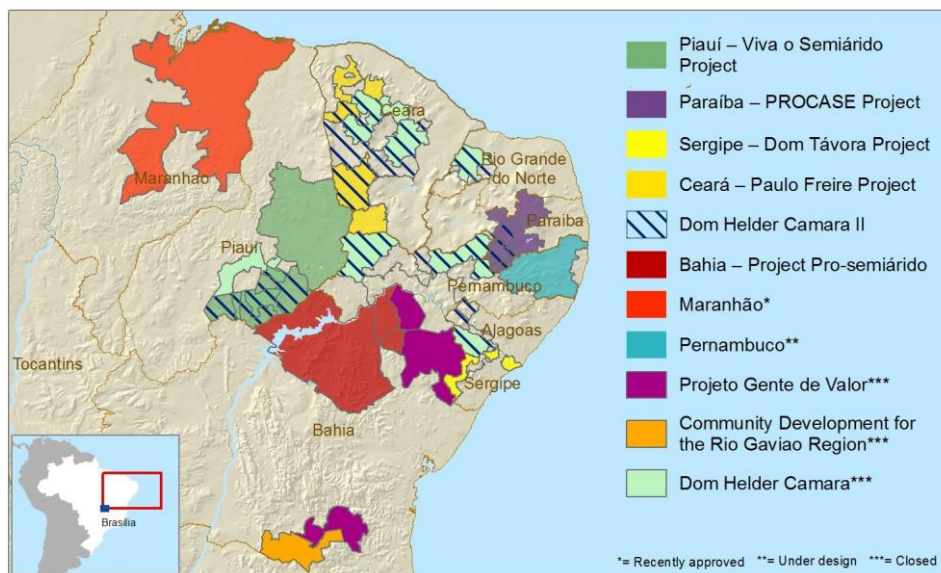 Ceará
Rio Grande
do Norte
Maranhão
Paraiba
Piauí
Pernambuco
Alagoas
Tocantins
Sergipe
Bahia
Brasilia
Piauí – Viva o Semiárido
Project
Paraíba – PROCASE Project
Sergipe – Dom Távora Project
Ceará – Paulo Freire Project
Dom Helder Camara II
Bahia – Project Pro-semiárido
Maranhão*
Pernambuco**
Projeto Gente de Valor***
Community Development for
the Rio Gaviao Region***
Dom Helder Camara***
*= Recently approved **= Under design ***= Closed